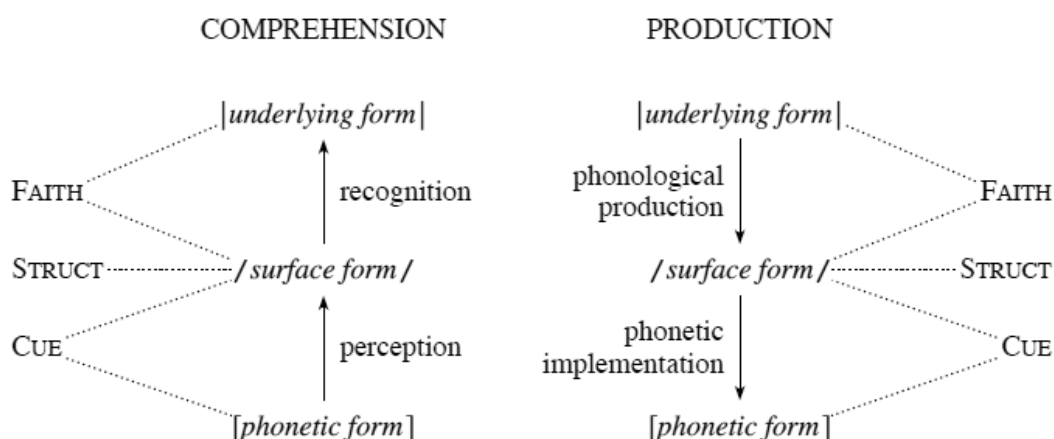 COMPREHENSION PRODUCTION
|underlying form| |underlying form|
FAITH recognition phonological production FAITH
STRUCT /surface form/ /surface form/ STRUCT
CUE perception phonetic implementation CUE
[phonetic form] [phonetic form]